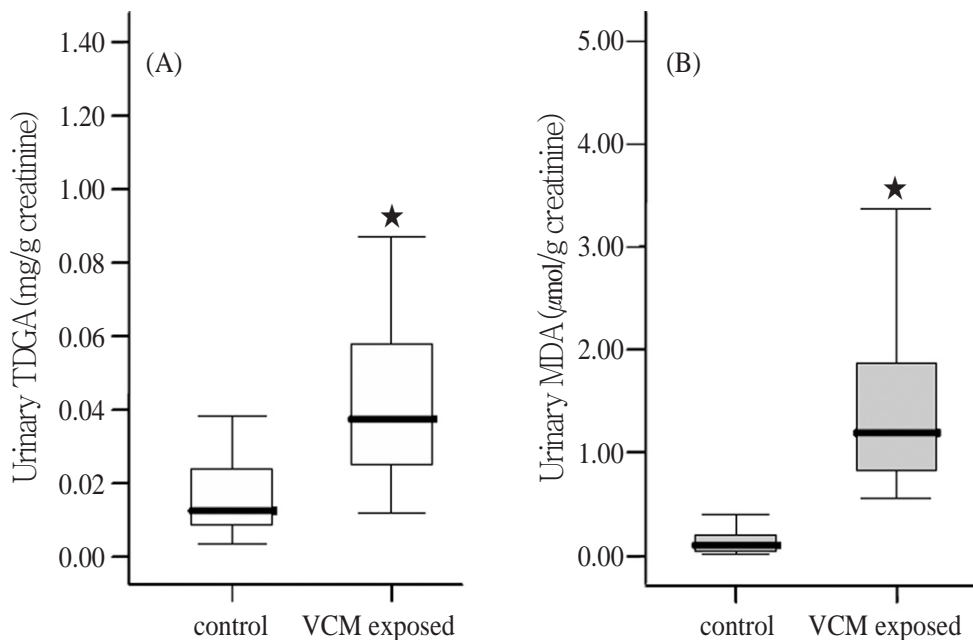 Urinary TDGA (mg/g creatinine)
1.40
1.20
1.00
0.08
0.06
0.04
0.02
0.00
(A)
control
VCM exposed
Urinary MDA (μmol/g creatinine)
5.00
4.00
3.00
2.00
1.00
0.00
(B)
control
VCM exposed